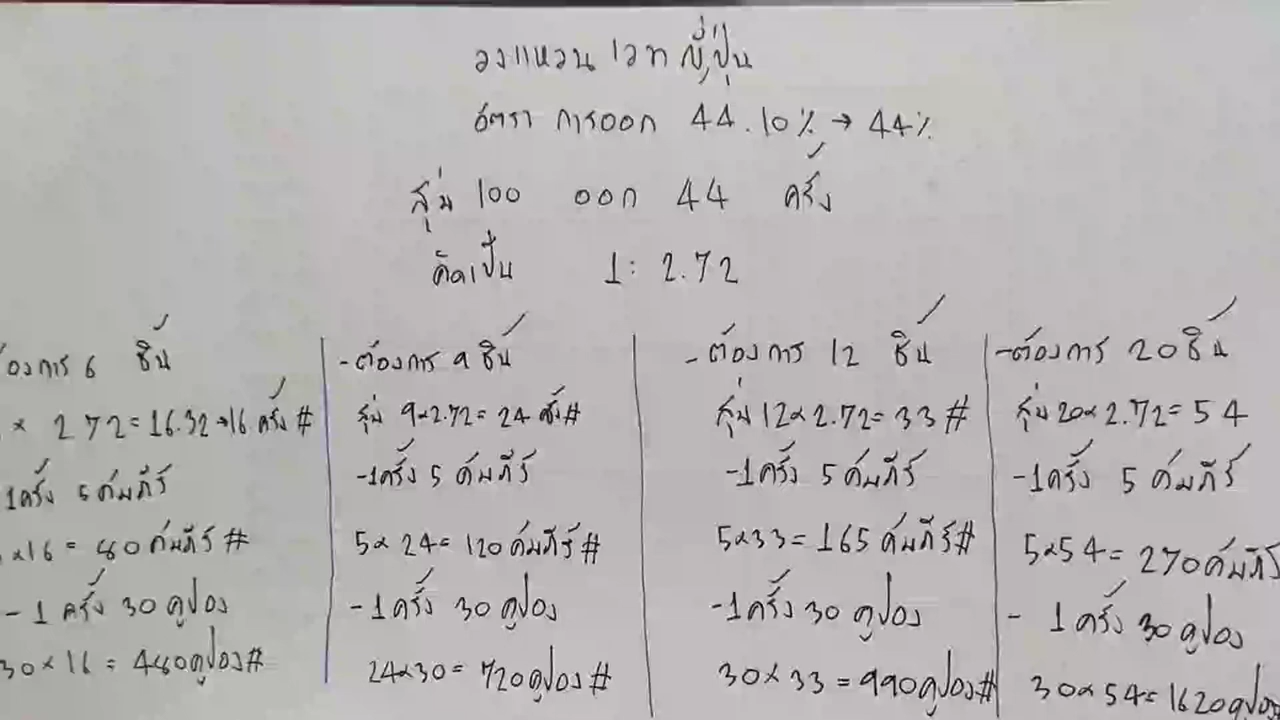 วงแหวน เวท ญี่ปุ่น
อัตรา การออก 44.10% → 44%
สุ่ม 100 ออก 44 ครั้ง
คิดเป็น 1: 2.72
องการ 6 ชิ้น
× 2 72 = 16.32 → 16 ครั้ง #
1ครั้ง 5 คัมภีร์
×16 = 80 คัมภีร์ #
- 1 ครั้ง 30 คูปอง
30 × 16 = 480คูปอง#
- ต้องการ 9 ชิ้น
สุ่ม 9×2.72 = 24 ครั้ง#
-1ครั้ง 5 คัมภีร์
5 × 24 = 120 คัมภีร์ #
- 1ครั้ง 30 คูปอง
24×30 = 720คูปอง #
- ต้องการ 12 ชิ้น
สุ่ม 12 × 2.72 = 33 #
-1ครั้ง 5 คัมภีร์
5×33 = 165 คัมภีร์#
-1ครั้ง 30 คูปอง
30 × 33 = 990คูปอง#
-ต้องการ 20ชิ้น
สุ่ม 20× 2.72 = 54
-1ครั้ง 5 คัมภีร์
5×54 = 270คัมภีร์
- 1ครั้ง 30คูปอง
30×54 = 1620คูปอง